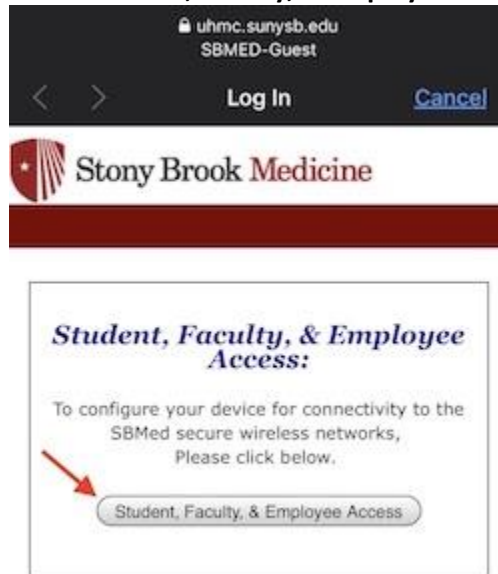 uhmc.sunysb.edu
SBMED-Guest
Log In Cancel
Stony Brook Medicine
Student, Faculty, & Employee
Access:
To configure your device for connectivity to the
SBMed secure wireless networks,
Please click below.
Student, Faculty, & Employee Access